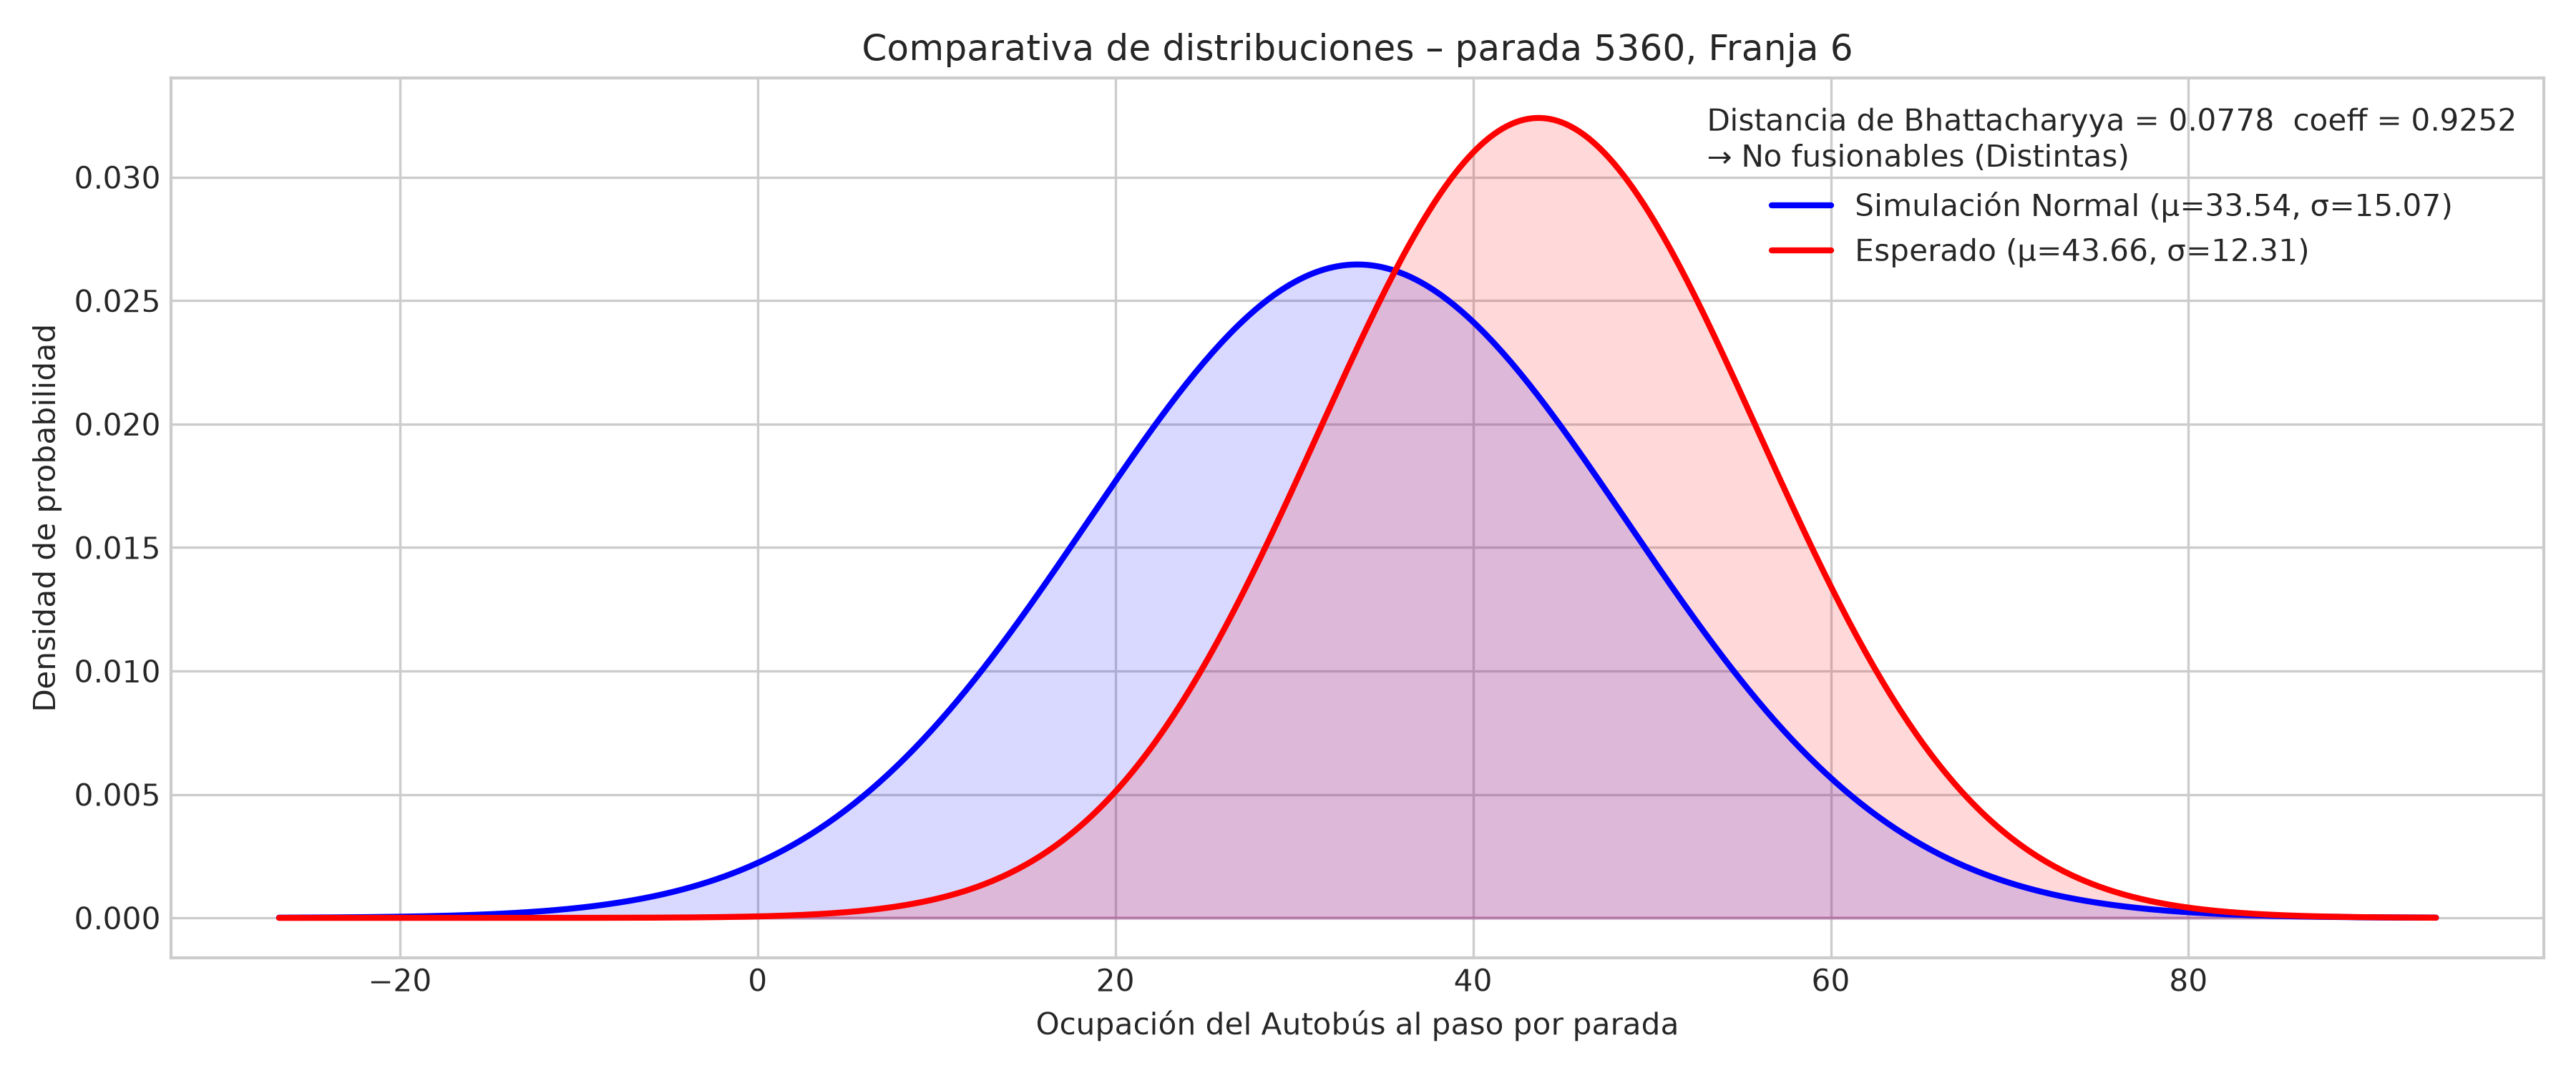 Comparativa de distribuciones – parada 5360, Franja 6
Distancia de Bhattacharyya = 0.0778  coeff = 0.9252
→ No fusionables (Distintas)
Simulación Normal (μ=33.54, σ=15.07)
Esperado (μ=43.66, σ=12.31)
Densidad de probabilidad
0.030
0.025
0.020
0.015
0.010
0.005
0.000
−20 0 20 40 60 80
Ocupación del Autobús al paso por parada